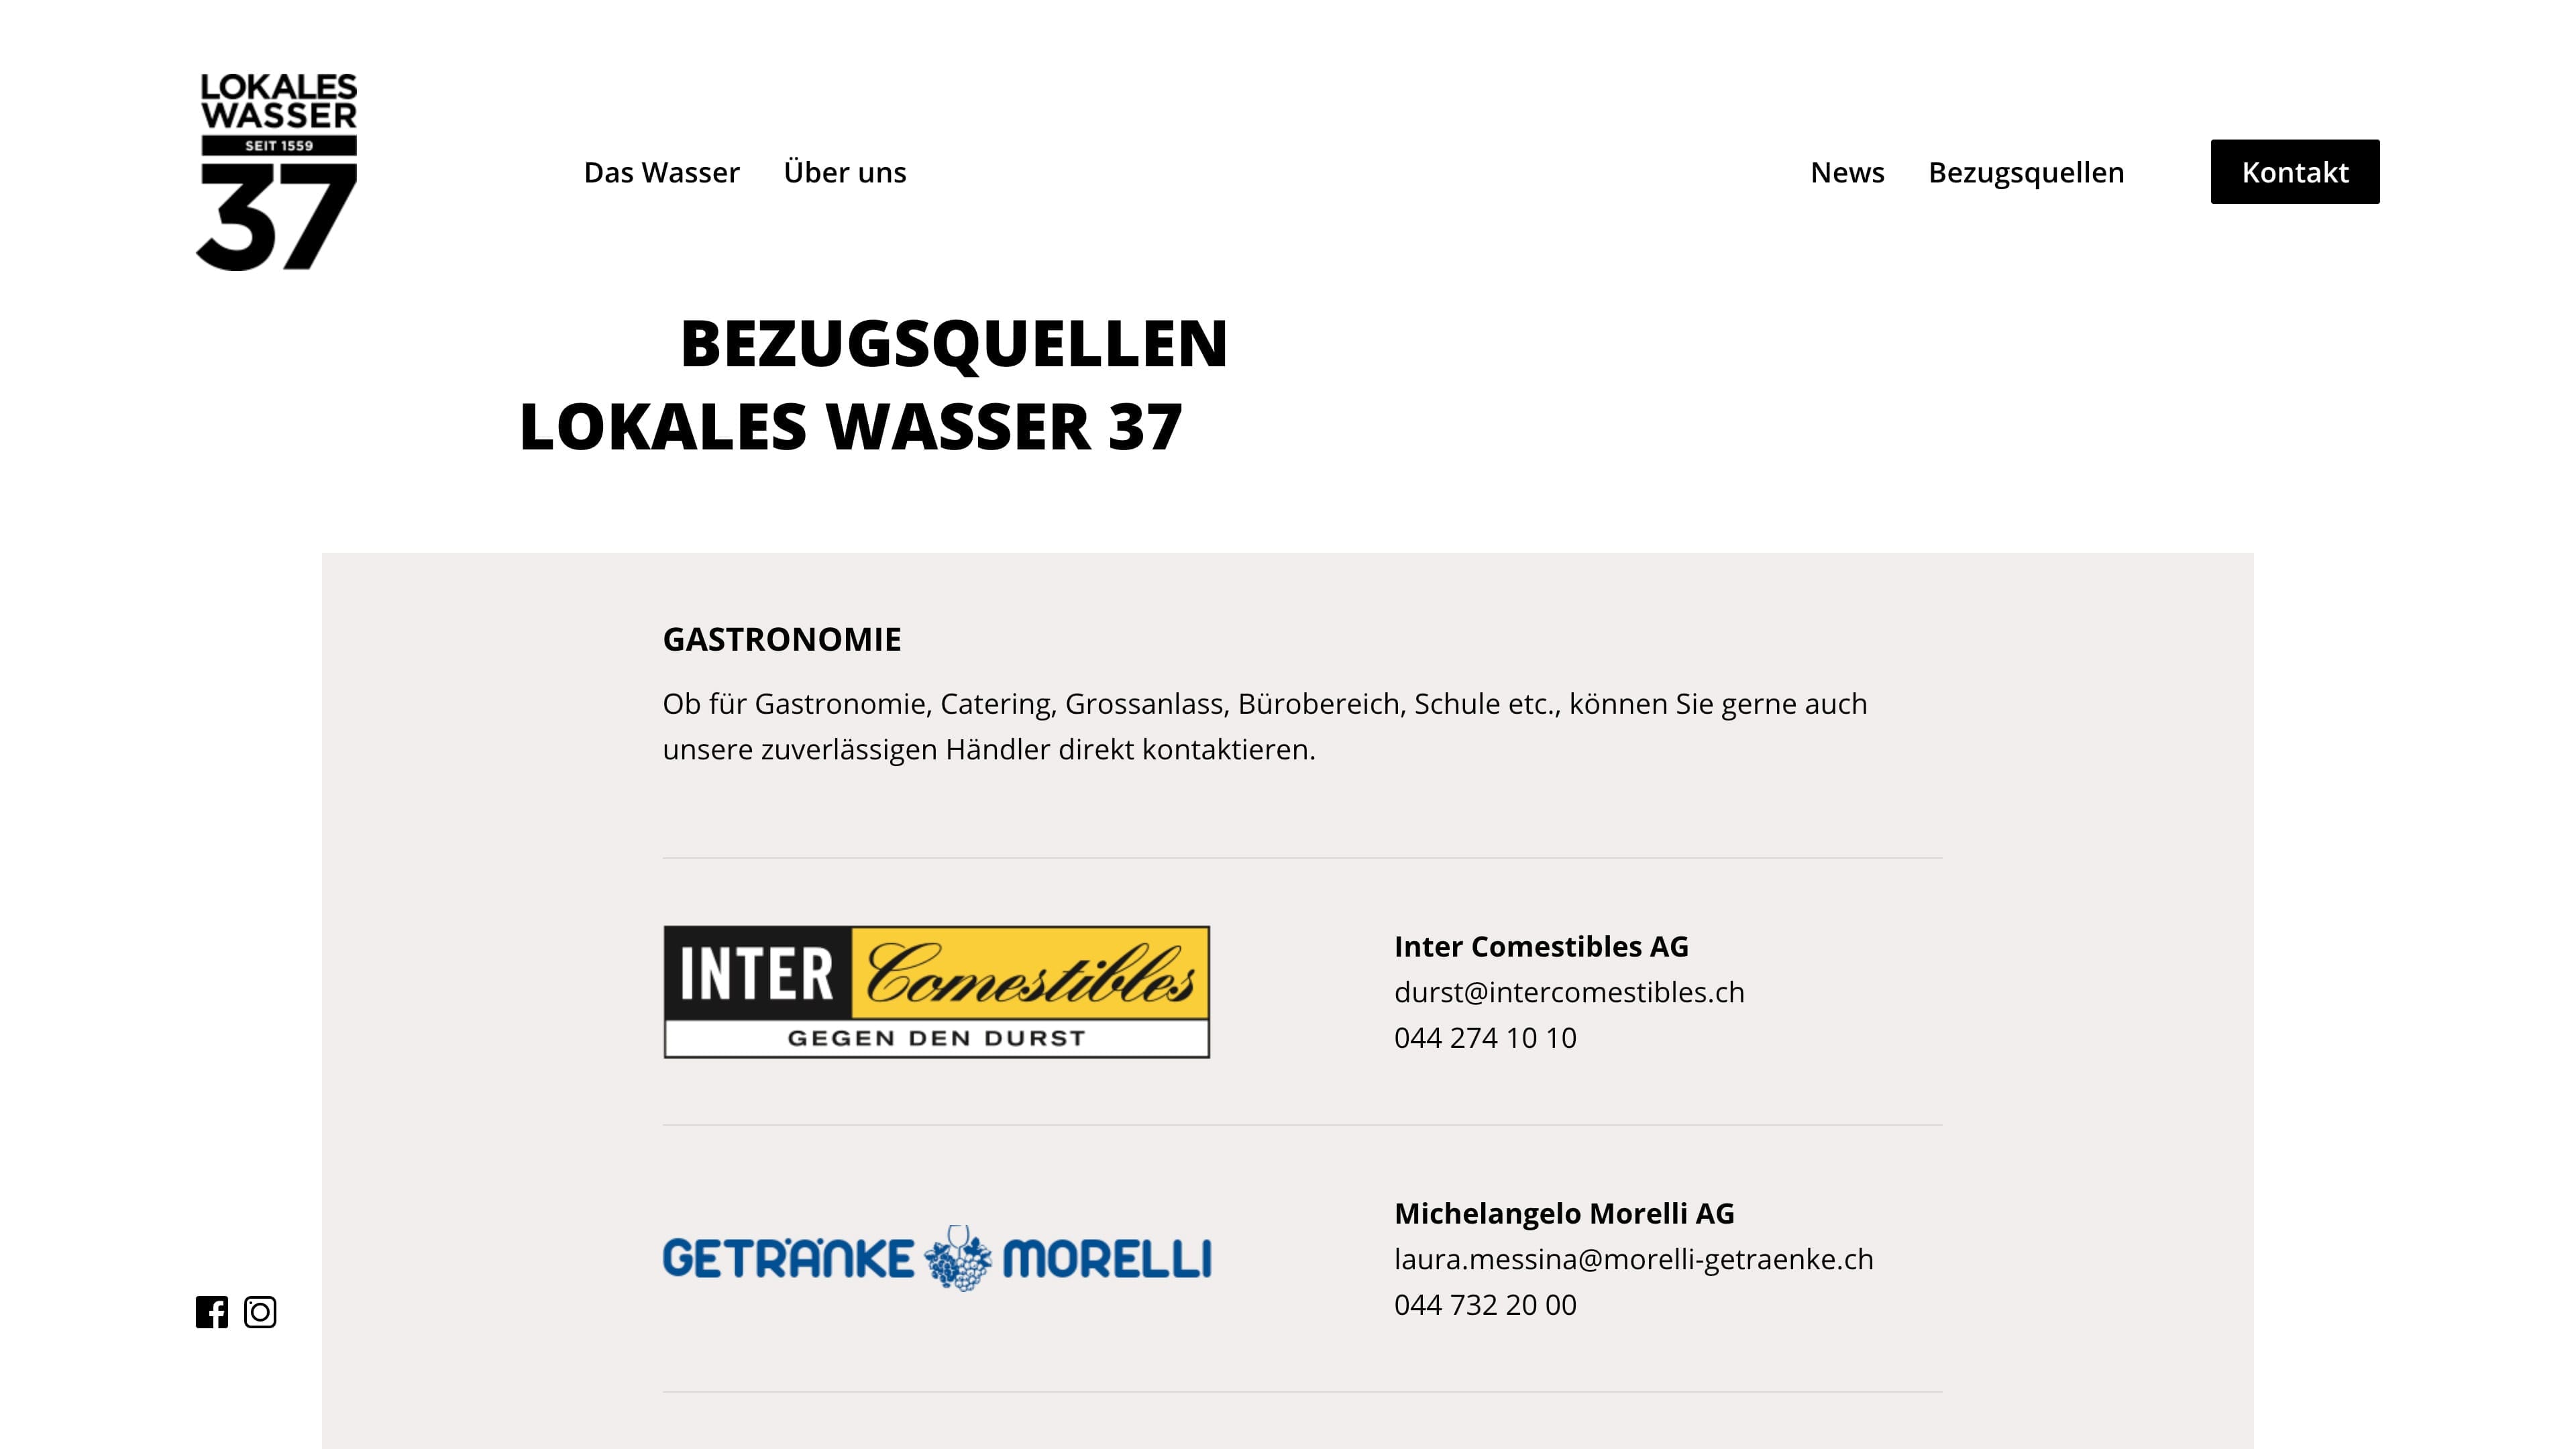 LOKALES
WASSER
SEIT 1559
37
Das Wasser
Über uns
News
Bezugsquellen
Kontakt
BEZUGSQUELLEN
LOKALES WASSER 37
GASTRONOMIE
Ob für Gastronomie, Catering, Grossanlass, Bürobereich, Schule etc., können Sie gerne auch
unsere zuverlässigen Händler direkt kontaktieren.
INTER Comestibles
GEGEN DEN DURST
Inter Comestibles AG
durst@intercomestibles.ch
044 274 10 10
GETRÄNKE MORELLI
Michelangelo Morelli AG
laura.messina@morelli-getraenke.ch
044 732 20 00